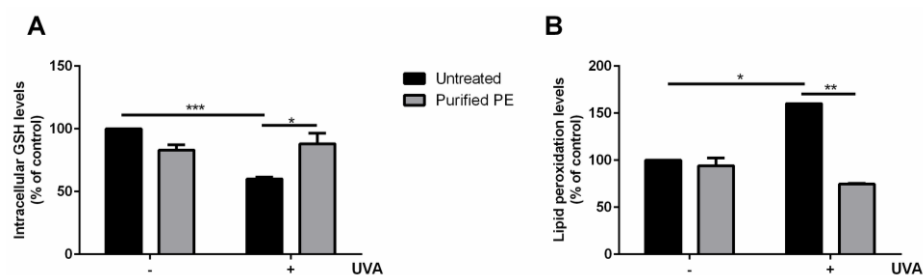 A
Intracellular GSH levels
(% of control)
150
100
50
0
***
*
-
+
UVA
Untreated
Purified PE
B
Lipid peroxidation levels
(% of control)
200
150
100
50
0
*
**
-
+
UVA